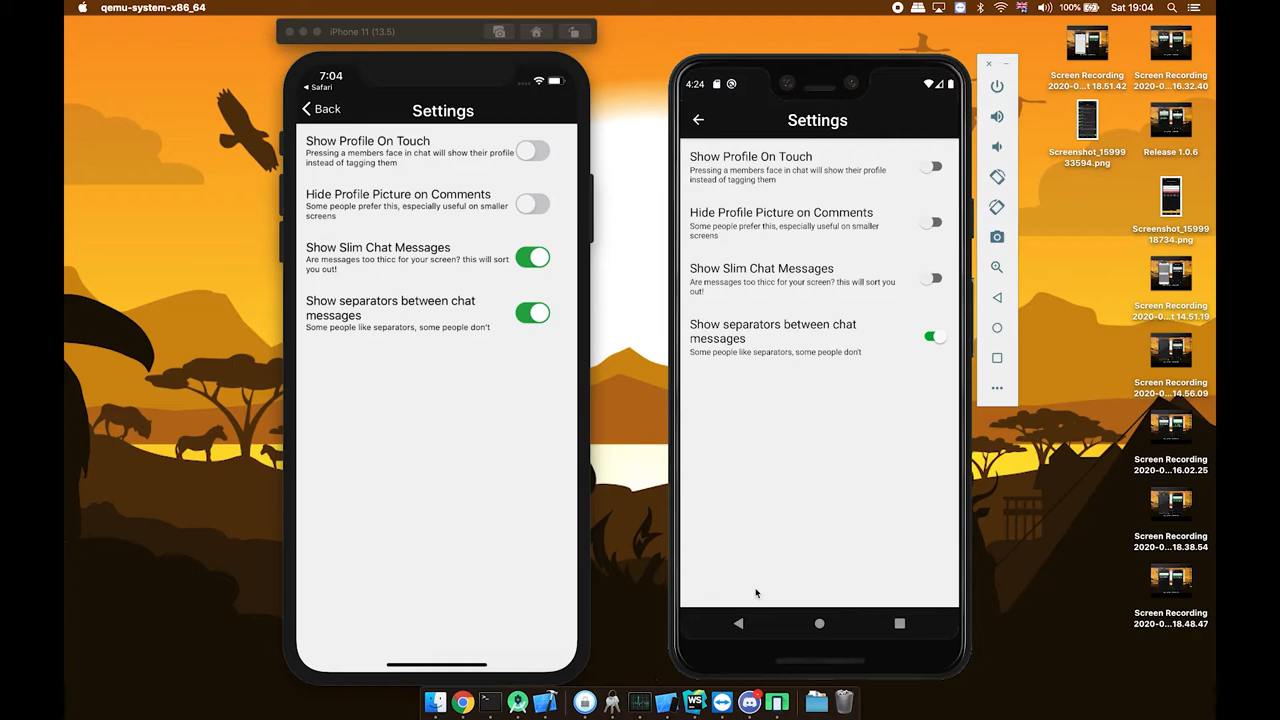 qemu-system-x86_64
100%
Sat 19:04
iPhone 11 (13.5)
7:04
Safari
Back
Settings
Show Profile On Touch
Pressing a members face in chat will show their profile
instead of tagging them
Hide Profile Picture on Comments
Some people prefer this, especially useful on smaller
screens
Show Slim Chat Messages
Are messages too thicc for your screen? this will sort
you out!
Show separators between chat
messages
Some people like separators, some people don't
4:24
Settings
Show Profile On Touch
Pressing a members face in chat will show their profile
instead of tagging them
Hide Profile Picture on Comments
Some people prefer this, especially useful on smaller
screens
Show Slim Chat Messages
Are messages too thicc for your screen? this will sort
you out!
Show separators between chat
messages
Some people like separators, some people don't
Screen Recording
2020-0...t 18.51.42
Screenshot_15999
33594.png
Screen Recording
2020-0...16.32.40
Release 1.0.6
Screenshot_15999
18734.png
Screen Recording
2020-0...t 14.51.19
Screen Recording
2020-0...14.56.09
Screen Recording
2020-0...16.02.25
Screen Recording
2020-0...18.38.54
Screen Recording
2020-0...18.48.47
WS